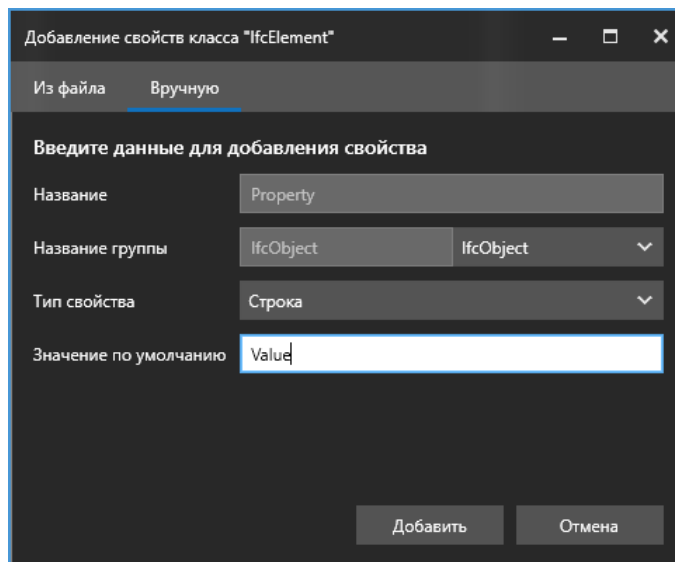 Добавление свойств класса "IfcElement"
Из файла Вручную
Введите данные для добавления свойства
Название Property
Название группы IfcObject IfcObject
Тип свойства Строка
Значение по умолчанию Value
Добавить Отмена